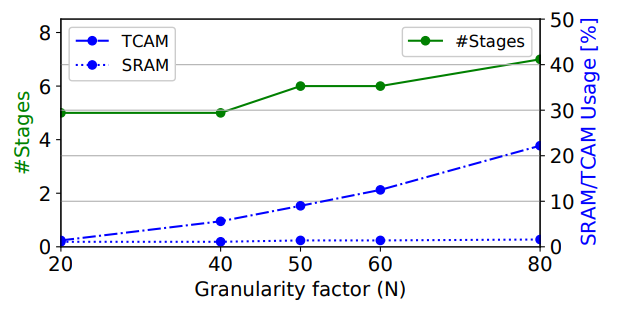 TCAM
SRAM
#Stages
#Stages
0
2
4
6
8
SRAM/TCAM Usage [%]
0
10
20
30
40
50
20
40
50
60
80
Granularity factor (N)